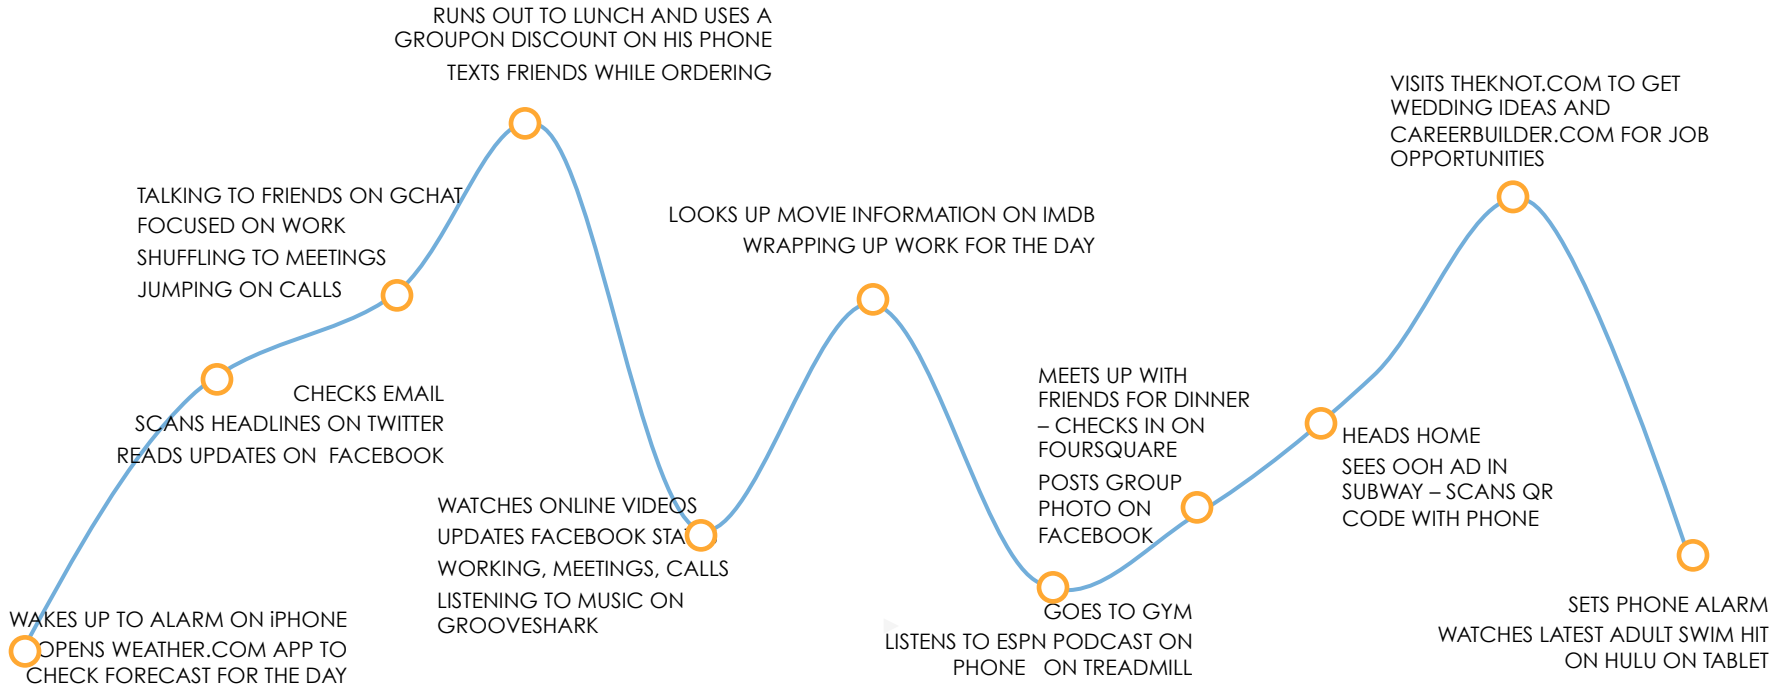 RUNS OUT TO LUNCH AND USES A
GROUPON DISCOUNT ON HIS PHONE
TEXTS FRIENDS WHILE ORDERING
VISITS THEKNOT.COM TO GET
WEDDING IDEAS AND
CAREERBUILDER.COM FOR JOB
OPPORTUNITIES
TALKING TO FRIENDS ON GCHAT
FOCUSED ON WORK
SHUFFLING TO MEETINGS
JUMPING ON CALLS
LOOKS UP MOVIE INFORMATION ON IMDB
WRAPPING UP WORK FOR THE DAY
CHECKS EMAIL
SCANS HEADLINES ON TWITTER
READS UPDATES ON FACEBOOK
MEETS UP WITH
FRIENDS FOR DINNER
– CHECKS IN ON
FOURSQUARE
POSTS GROUP
PHOTO ON
FACEBOOK
HEADS HOME
SEES OOH AD IN
SUBWAY – SCANS QR
CODE WITH PHONE
WATCHES ONLINE VIDEOS
UPDATES FACEBOOK
WORKING, MEETINGS, CALLS
LISTENING TO MUSIC ON
GROOVESHARK
WAKES UP TO ALARM ON iPHONE
OPENS WEATHER.COM APP TO
CHECK FORECAST FOR THE DAY
GOES TO GYM
LISTENS TO ESPN PODCAST ON
PHONE ON TREADMILL
SETS PHONE ALARM
WATCHES LATEST ADULT SWIM HIT
ON HULU ON TABLET